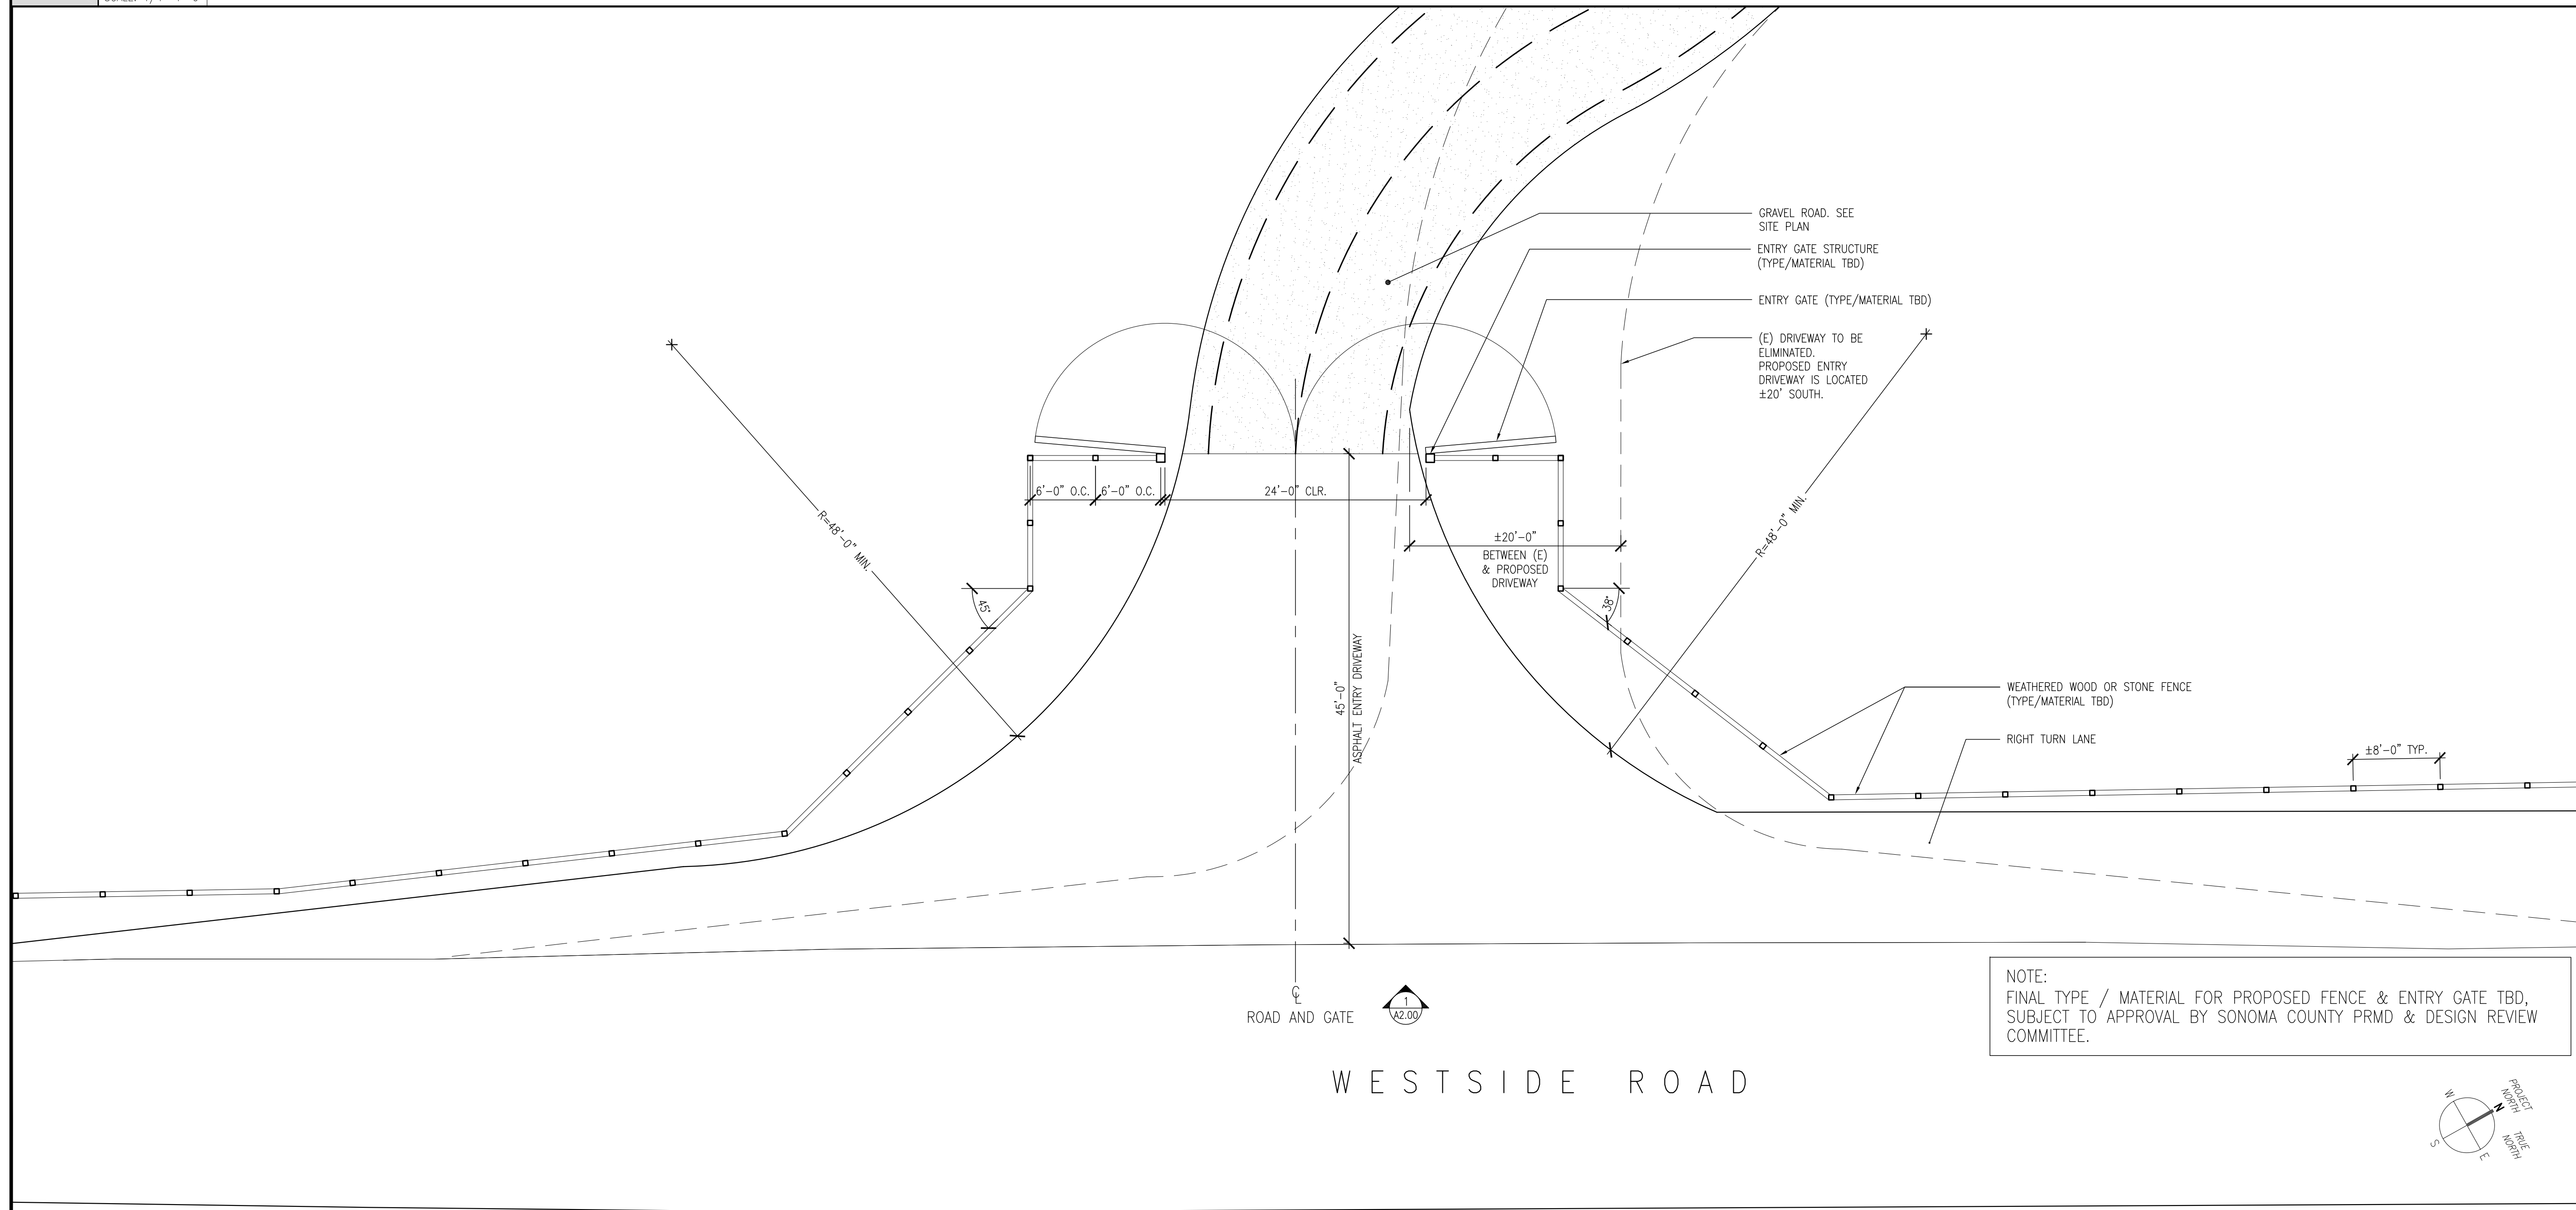 GRAVEL ROAD. SEE
SITE PLAN
ENTRY GATE STRUCTURE
(TYPE/MATERIAL TBD)
ENTRY GATE (TYPE/MATERIAL TBD)
(E) DRIVEWAY TO BE
ELIMINATED.
PROPOSED ENTRY
DRIVEWAY IS LOCATED
±20' SOUTH.
6'-0" O.C.
6'-0" O.C.
24'-0" CLR.
R=48'-0" MIN.
R=48'-0" MIN.
±20'-0"
BETWEEN (E)
& PROPOSED
DRIVEWAY
45°
38°
45'-0"
ASPHALT ENTRY DRIVEWAY
WEATHERED WOOD OR STONE FENCE
(TYPE/MATERIAL TBD)
RIGHT TURN LANE
±8'-0" TYP.
ROAD AND GATE
1
A2.00
NOTE:
FINAL TYPE / MATERIAL FOR PROPOSED FENCE & ENTRY GATE TBD,
SUBJECT TO APPROVAL BY SONOMA COUNTY PRMD & DESIGN REVIEW
COMMITTEE.
WESTSIDE ROAD
W
N
S
E
PROJECT
NORTH
TRUE
NORTH